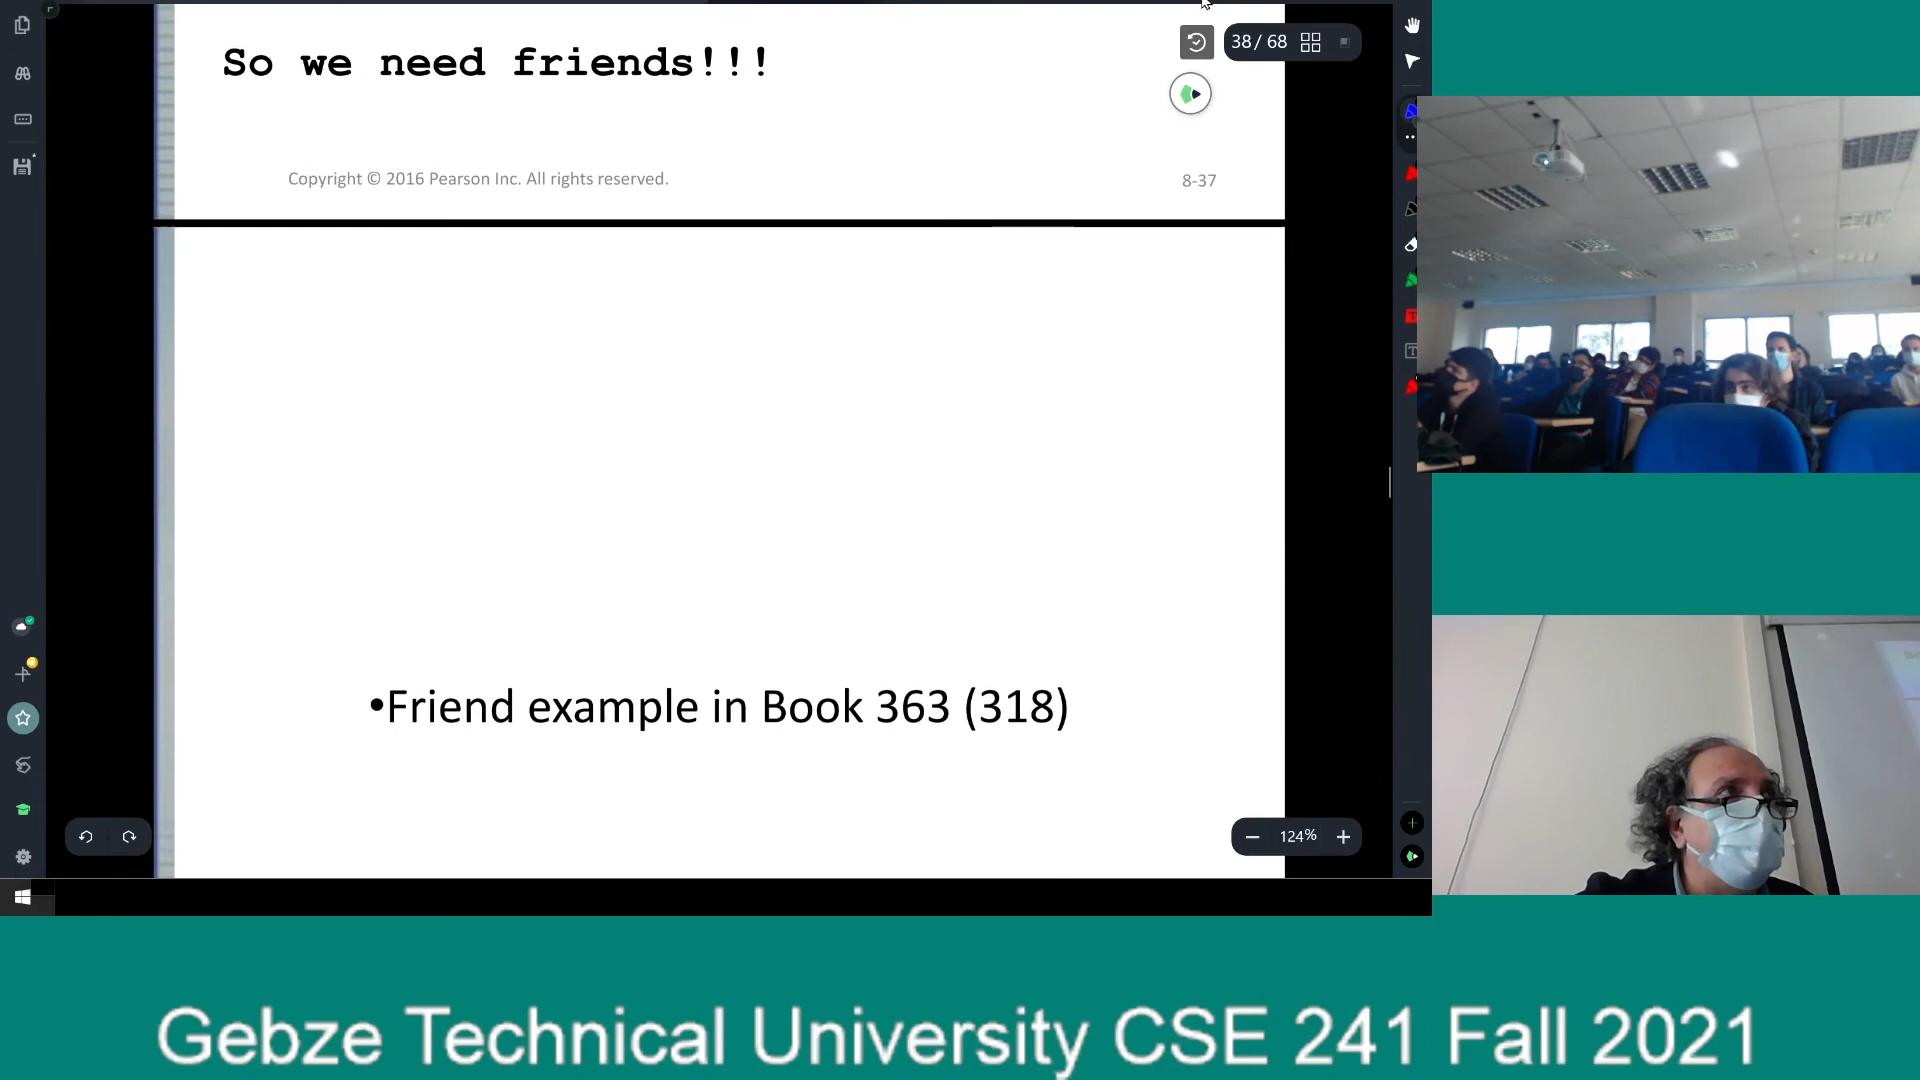 So we need friends!!!
38 / 68
Copyright © 2016 Pearson Inc. All rights reserved.
8-37
•Friend example in Book 363 (318)
124%
Gebze Technical University CSE 241 Fall 2021